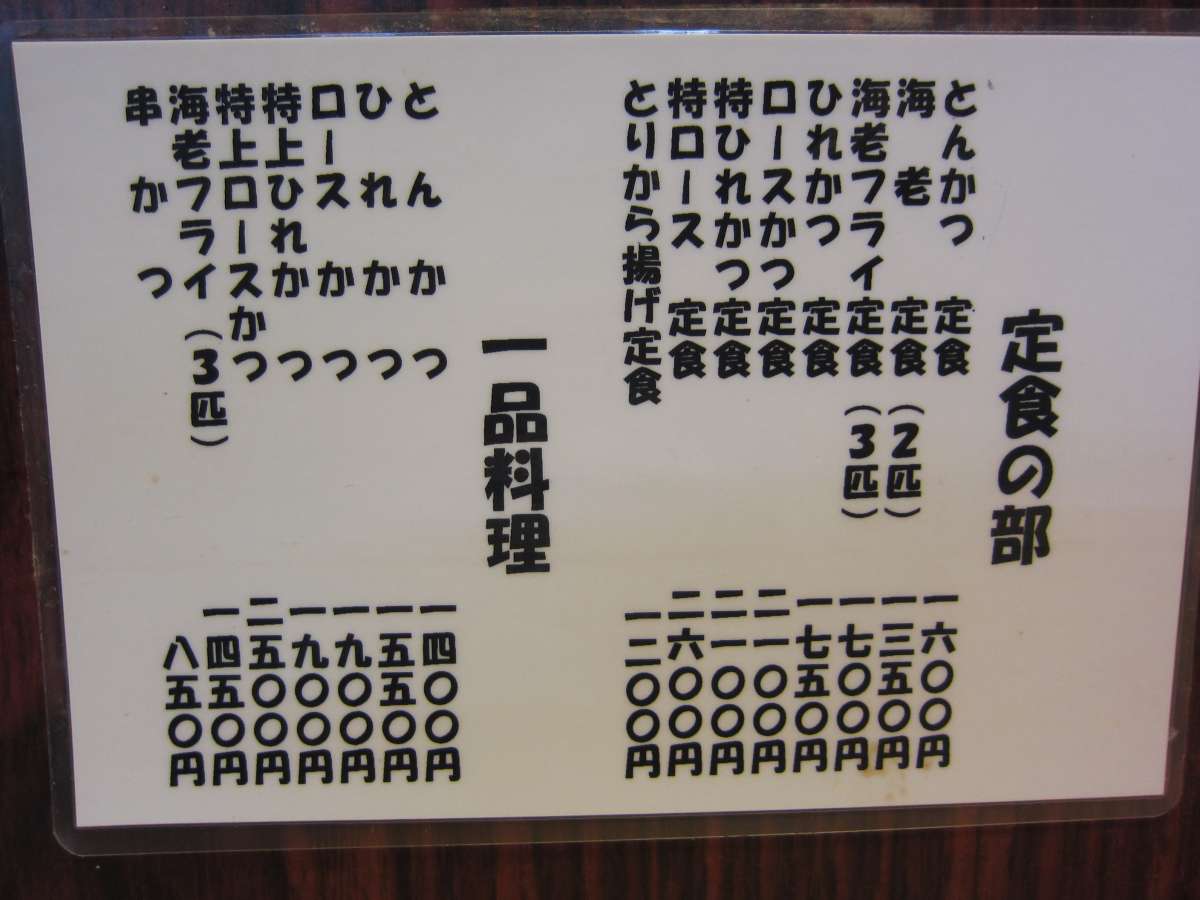 定食の部
とんかつ定食 一六〇〇円
海老定食(2匹) 一三五〇円
海老フライ定食(3匹) 一七〇〇円
ひれかつ定食 一七五〇円
ロースかつ定食 二一〇〇円
特ひれかつ定食 二一〇〇円
特ロース定食 二六〇〇円
とりから揚げ定食 一二〇〇円
一品料理
とんかつ 一四〇〇円
ひれかつ 一五五〇円
ロースかつ 一九〇〇円
特上ひれかつ 一九〇〇円
特上ロースかつ 二五〇〇円
海老フライ(3匹) 一四五〇円
串かつ 八五〇円